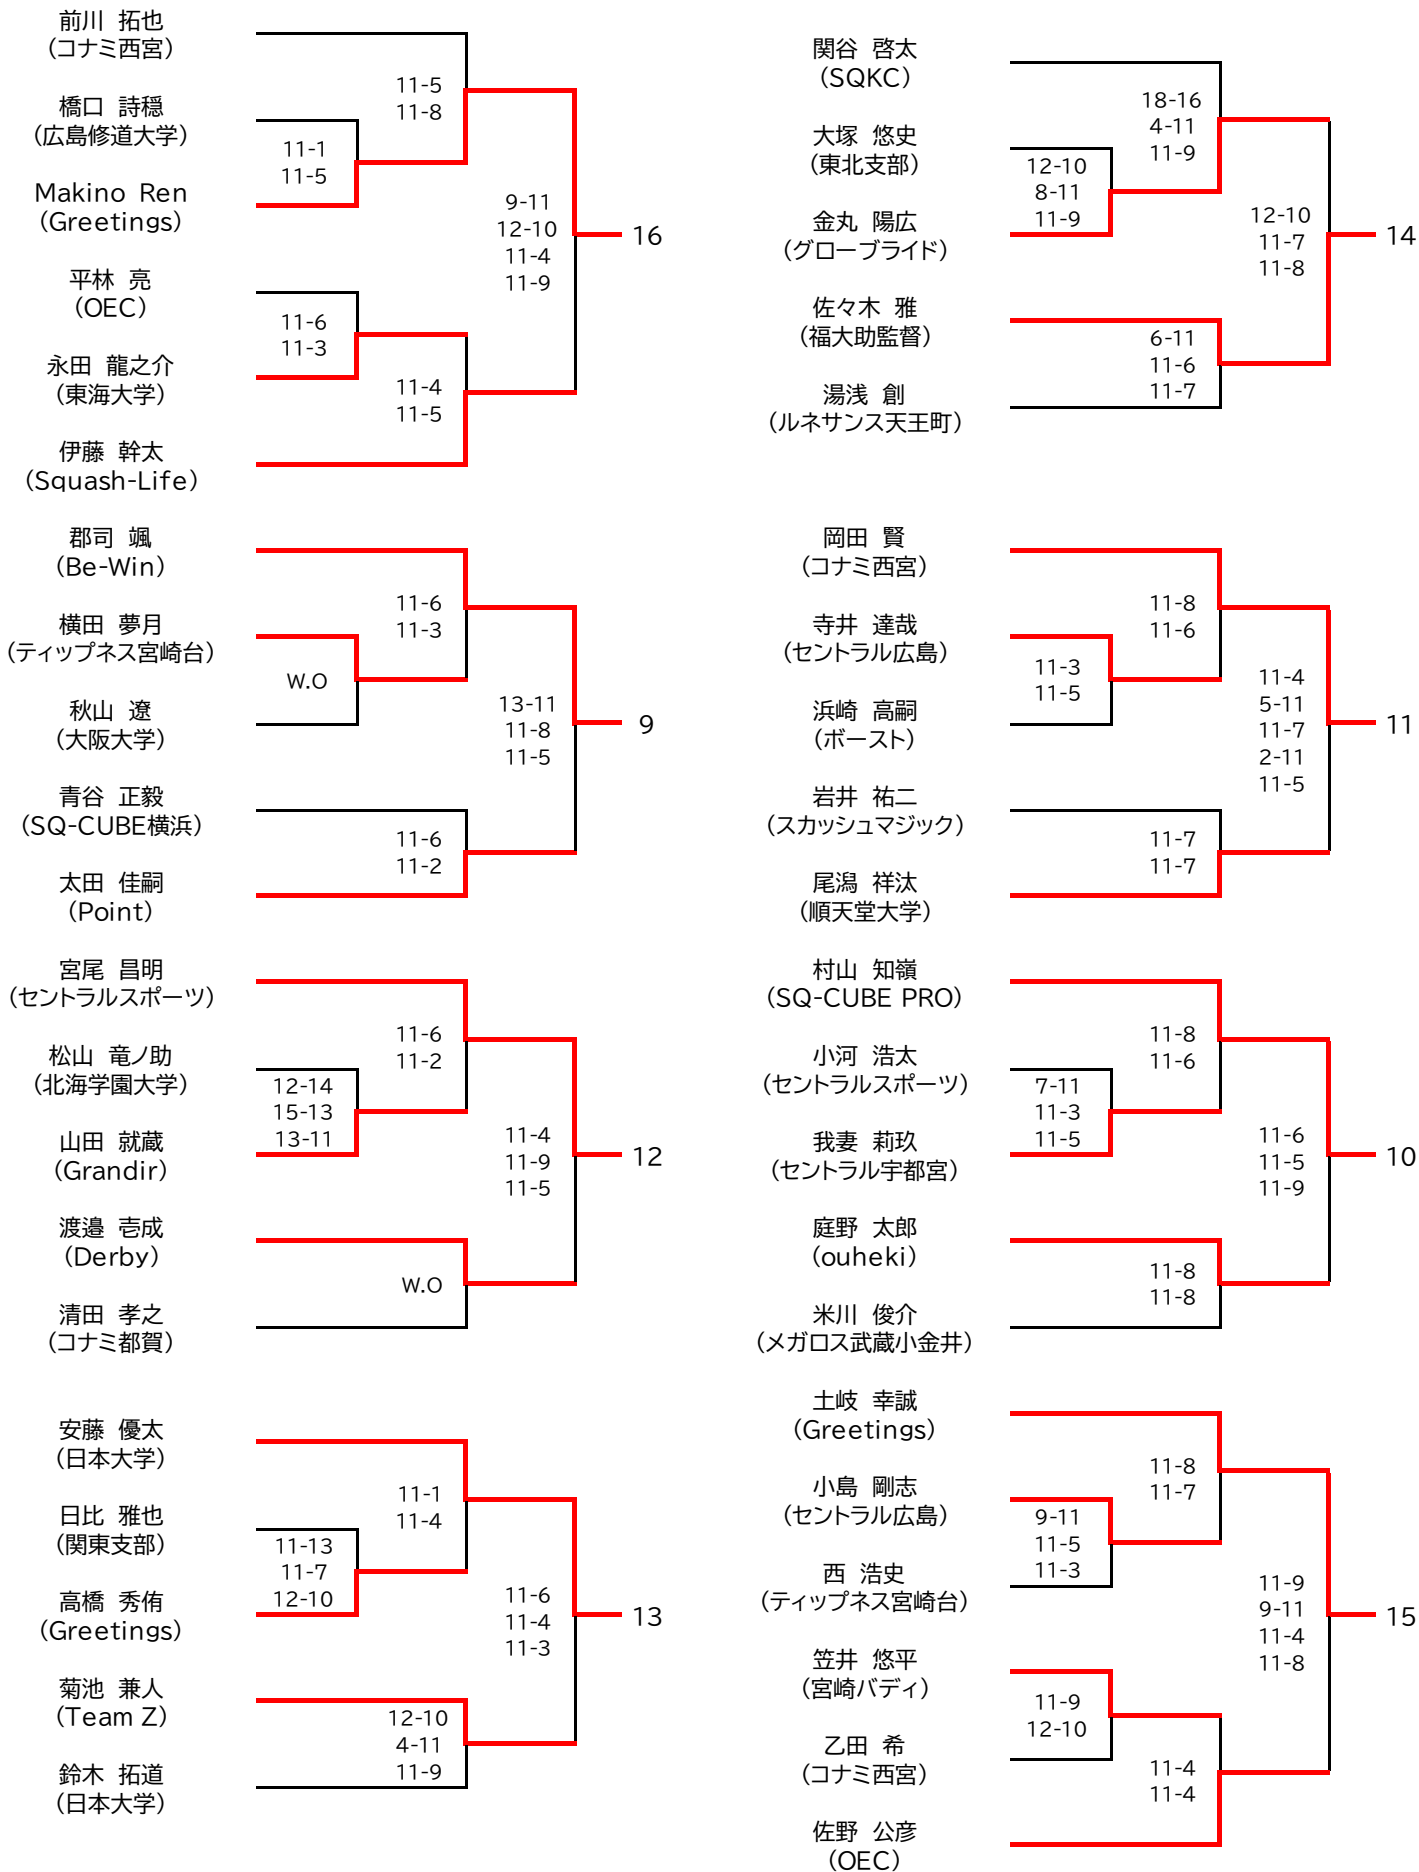 前川 拓也
(コナミ西宮)
11-5
11-8
橋口 詩穏
(広島修道大学)
11-1
11-5
Makino Ren
(Greetings)
9-11
12-10
11-4
11-9
16
平林 亮
(OEC)
11-6
11-3
永田 龍之介
(東海大学)
11-4
11-5
伊藤 幹太
(Squash-Life)
郡司 颯
(Be-Win)
11-6
11-3
横田 夢月
(ティップネス宮崎台)
W.O
秋山 遼
(大阪大学)
13-11
11-8
11-5
9
青谷 正毅
(SQ-CUBE横浜)
11-6
11-2
太田 佳嗣
(Point)
宮尾 昌明
(セントラルスポーツ)
11-6
11-2
松山 竜ノ助
(北海学園大学)
12-14
15-13
13-11
山田 就蔵
(Grandir)
11-4
11-9
11-5
12
渡邉 壱成
(Derby)
W.O
清田 孝之
(コナミ都賀)
安藤 優太
(日本大学)
11-1
11-4
日比 雅也
(関東支部)
11-13
11-7
12-10
高橋 秀侑
(Greetings)
11-6
11-4
11-3
13
菊池 兼人
(Team Z)
12-10
4-11
11-9
鈴木 拓道
(日本大学)
関谷 啓太
(SQKC)
18-16
4-11
11-9
大塚 悠史
(東北支部)
12-10
8-11
11-9
金丸 陽広
(グローブライド)
12-10
11-7
11-8
14
佐々木 雅
(福大助監督)
6-11
11-6
11-7
湯浅 創
(ルネサンス天王町)
岡田 賢
(コナミ西宮)
11-8
11-6
寺井 達哉
(セントラル広島)
11-3
11-5
浜崎 高嗣
(ボースト)
11-4
5-11
11-7
2-11
11-5
11
岩井 祐二
(スカッシュマジック)
11-7
11-7
尾潟 祥汰
(順天堂大学)
村山 知嶺
(SQ-CUBE PRO)
11-8
11-6
小河 浩太
(セントラルスポーツ)
7-11
11-3
11-5
我妻 莉玖
(セントラル宇都宮)
11-6
11-5
11-9
10
庭野 太郎
(ouheki)
11-8
11-8
米川 俊介
(メガロス武蔵小金井)
土岐 幸誠
(Greetings)
11-8
11-7
小島 剛志
(セントラル広島)
9-11
11-5
11-3
西 浩史
(ティップネス宮崎台)
11-9
9-11
11-4
11-8
15
笠井 悠平
(宮崎バディ)
11-9
12-10
乙田 希
(コナミ西宮)
11-4
11-4
佐野 公彦
(OEC)